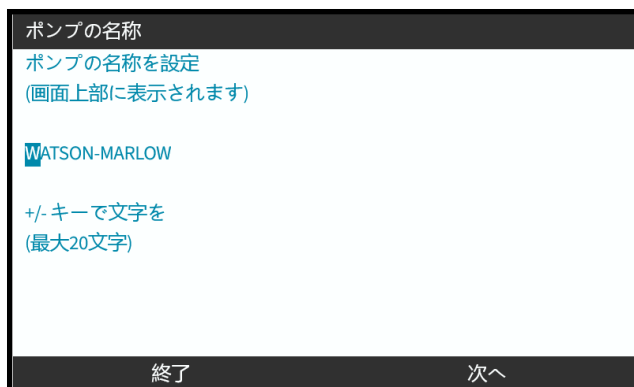 ポンプの名称
ポンプの名称を設定
(画面上部に表示されます)
WATSON-MARLOW
+/- キーで文字を
(最大20文字)
終了 次へ